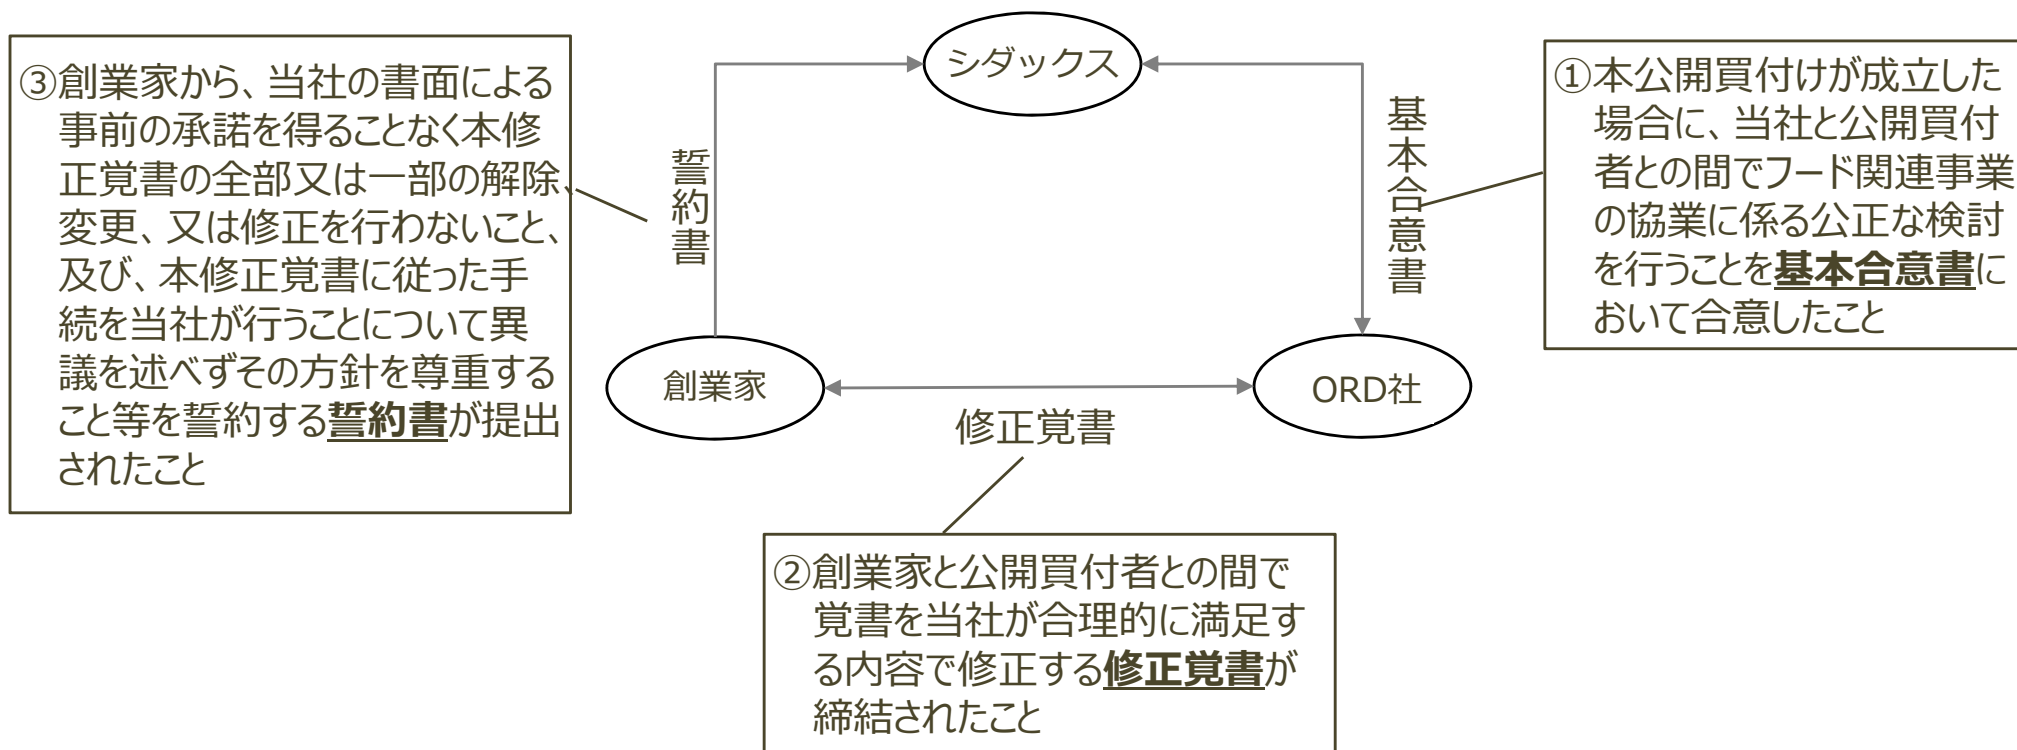 シダックス
③創業家から、当社の書面による
事前の承諾を得ることなく本修
正覚書の全部又は一部の解除、
変更、又は修正を行わないこと、
及び、本修正覚書に従った手
続を当社が行うことについて異
議を述べずその方針を尊重する
こと等を誓約する誓約書が提出
されたこと
誓約書
基本合意書
①本公開買付けが成立した
場合に、当社と公開買付
者との間でフード関連事業
の協業に係る公正な検討
を行うことを基本合意書に
おいて合意したこと
創業家
ORD社
修正覚書
②創業家と公開買付者との間で
覚書を当社が合理的に満足す
る内容で修正する修正覚書が
締結されたこと